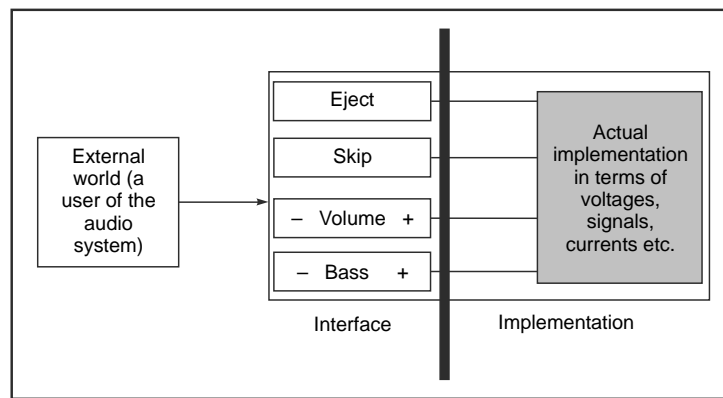 External
world (a
user of the
audio
system)
Eject
Skip
– Volume +
– Bass +
Interface
Actual
implementation
in terms of
voltages,
signals,
currents etc.
Implementation